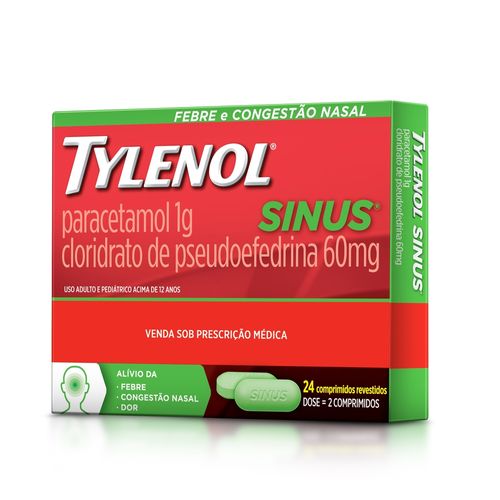 FEBRE e CONGESTÃO NASAL
TYLENOL®
SINUS®
paracetamol 1g
cloridrato de pseudoefedrina 60mg
USO ADULTO E PEDIÁTRICO ACIMA DE 12 ANOS
VENDA SOB PRESCRIÇÃO MÉDICA
ALÍVIO DA
• FEBRE
• CONGESTÃO NASAL
• DOR
SINUS
24 comprimidos revestidos
DOSE = 2 COMPRIMIDOS
TYLENOL SINUS®
paracetamol 1g
cloridrato de pseudoefedrina 60mg